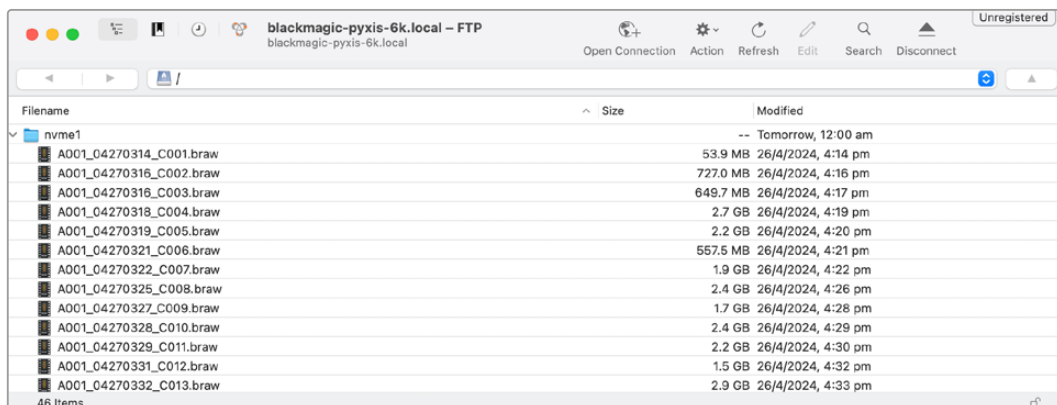 Unregistered
blackmagic-pyxis-6k.local – FTP
blackmagic-pyxis-6k.local
Open Connection Action Refresh Edit Search Disconnect
/
Filename Size Modified
nvme1 -- Tomorrow, 12:00 am
A001_04270314_C001.braw 53.9 MB 26/4/2024, 4:14 pm
A001_04270316_C002.braw 727.0 MB 26/4/2024, 4:16 pm
A001_04270316_C003.braw 649.7 MB 26/4/2024, 4:17 pm
A001_04270318_C004.braw 2.7 GB 26/4/2024, 4:19 pm
A001_04270319_C005.braw 2.2 GB 26/4/2024, 4:20 pm
A001_04270321_C006.braw 557.5 MB 26/4/2024, 4:21 pm
A001_04270322_C007.braw 1.9 GB 26/4/2024, 4:22 pm
A001_04270325_C008.braw 2.4 GB 26/4/2024, 4:26 pm
A001_04270327_C009.braw 1.7 GB 26/4/2024, 4:28 pm
A001_04270328_C010.braw 2.4 GB 26/4/2024, 4:29 pm
A001_04270329_C011.braw 2.2 GB 26/4/2024, 4:30 pm
A001_04270331_C012.braw 1.5 GB 26/4/2024, 4:32 pm
A001_04270332_C013.braw 2.9 GB 26/4/2024, 4:33 pm
46 Items